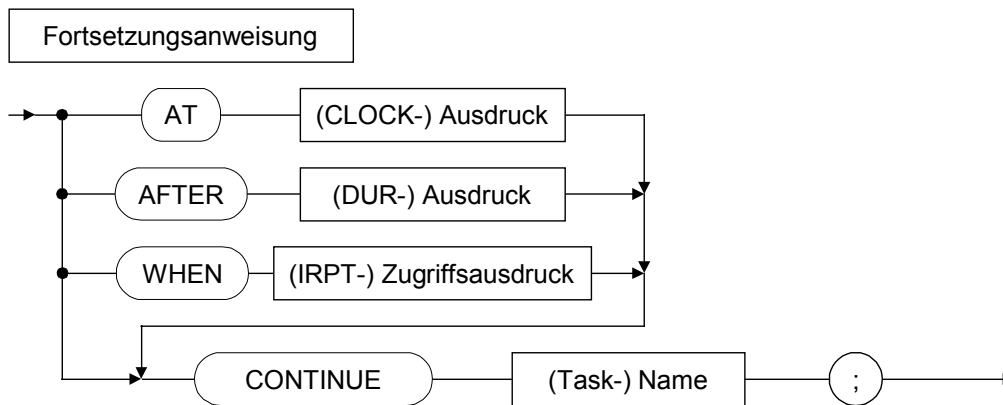 Fortsetzungsanweisung
AT (CLOCK-) Ausdruck
AFTER (DUR-) Ausdruck
WHEN (IRPT-) Zugriffsausdruck
CONTINUE (Task-) Name ;